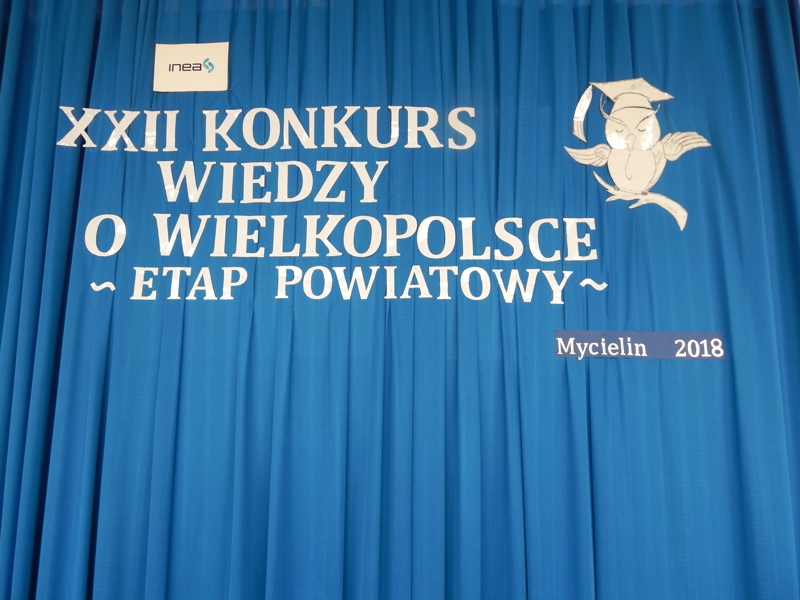 inea
XXII KONKURS
WIEDZY
O WIELKOPOLSCE
~ ETAP POWIATOWY ~
Mycielin 2018